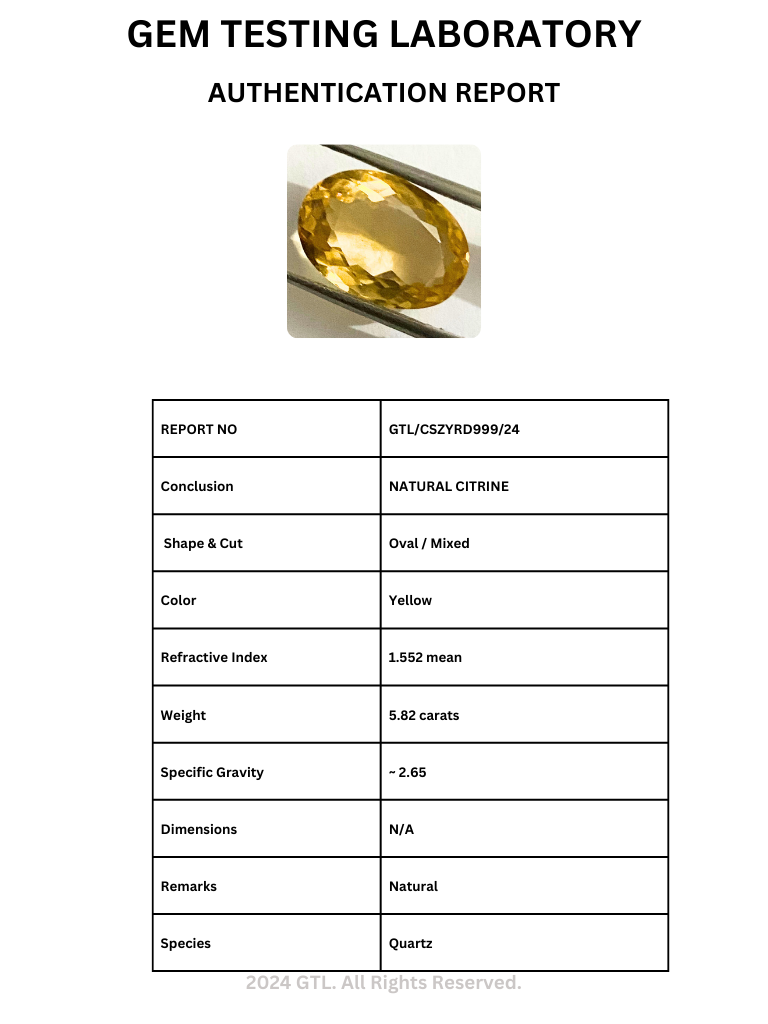 GEM TESTING LABORATORY
AUTHENTICATION REPORT
REPORT NO GTL/CSZYRD999/24
Conclusion NATURAL CITRINE
Shape & Cut Oval / Mixed
Color Yellow
Refractive Index 1.552 mean
Weight 5.82 carats
Specific Gravity ~ 2.65
Dimensions N/A
Remarks Natural
Species Quartz
2024 GTL. All Rights Reserved.